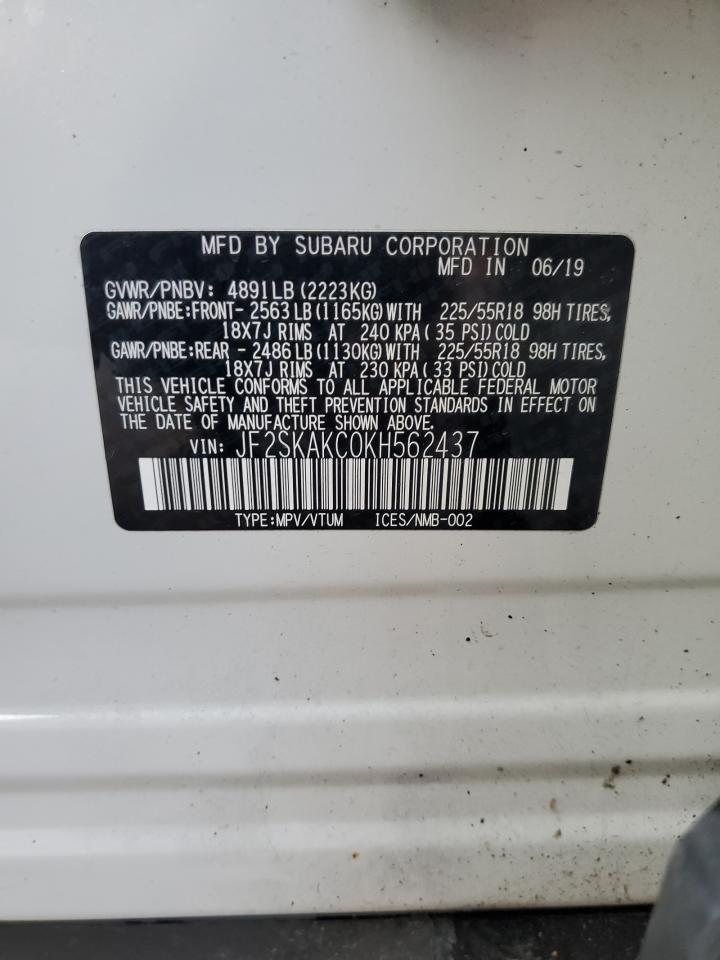 MFD BY SUBARU CORPORATION
MFD IN 06/19
GVWR/PNBV: 4891LB (2223KG)
GAWR/PNBE:FRONT- 2563LB (1165KG)WITH 225/55R18 98H TIRES,
18X7J RIMS AT 240 KPA( 35 PSI)COLD
GAWR/PNBE:REAR - 2486LB (1130KG)WITH 225/55R18 98H TIRES,
18X7J RIMS AT 230 KPA( 33 PSI)COLD
THIS VEHICLE CONFORMS TO ALL APPLICABLE FEDERAL MOTOR
VEHICLE SAFETY AND THEFT PREVENTION STANDARDS IN EFFECT ON
THE DATE OF MANUFACTURE SHOWN ABOVE.
VIN: JF2SKAKC0KH562437
TYPE:MPV/VTUM ICES/NMB-002